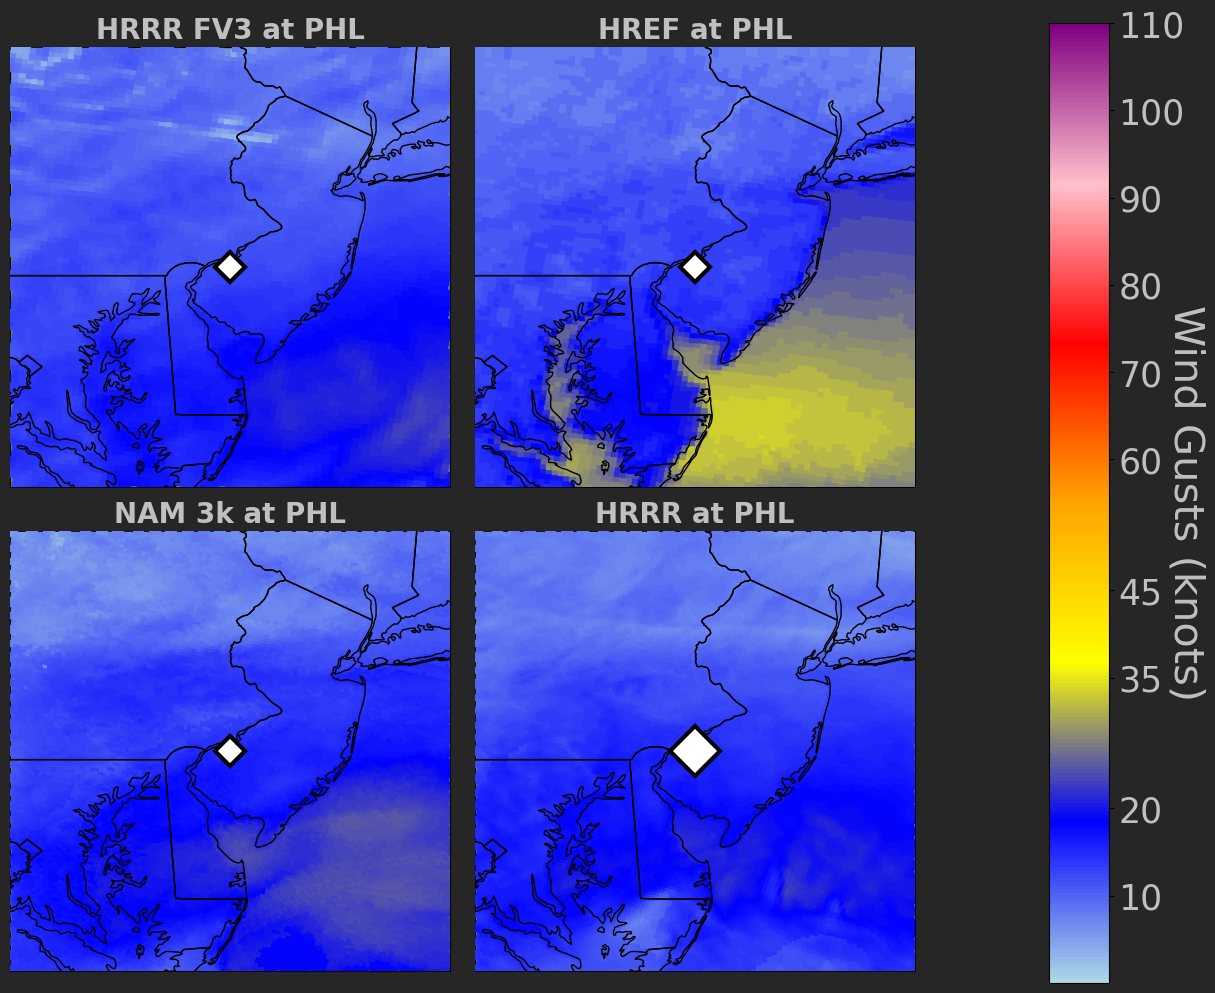 HRRR FV3 at PHL
HREF at PHL
NAM 3k at PHL
HRRR at PHL
110
100
90
80
70
60
45
35
20
10
Wind Gusts (knots)